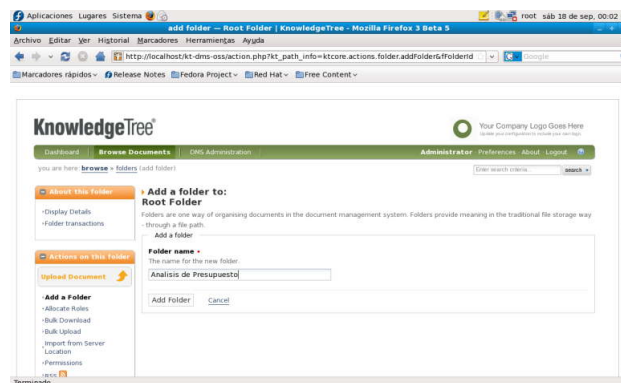 Aplicaciones Lugares Sistema root sáb 18 de sep, 00:02
add folder — Root Folder | KnowledgeTree - Mozilla Firefox 3 Beta 5
Archivo Editar Ver Historial Marcadores Herramientas Ayuda
http://localhost/kt-dms-oss/action.php?kt_path_info=ktcore.actions.folder.addFolder&fFolderId Google
Marcadores rápidos Release Notes Fedora Project Red Hat Free Content
KnowledgeTree® Your Company Logo Goes Here
Dashboard Browse Documents DMS Administration Administrator Preferences · About · Logout
you are here: browse » folders (add folder) Enter search criteria... search
About this folder
·Display Details
·Folder transactions
Actions on this folder
Upload Document
·Add a Folder
·Allocate Roles
·Bulk Download
·Bulk Upload
·Import from Server Location
·Permissions
·RSS
Add a folder to:
Root Folder
Folders are one way of organising documents in the document management system. Folders provide meaning in the traditional file storage way
- through a file path.
Add a folder
Folder name
The name for the new folder.
Analisis de Presupuesto
Add Folder Cancel
Terminado